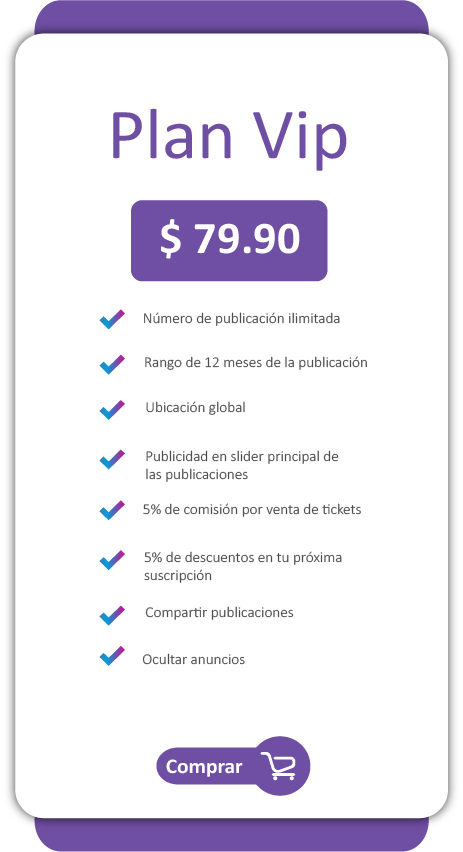 Plan Vip
$ 79.90
Número de publicación ilimitada
Rango de 12 meses de la publicación
Ubicación global
Publicidad en slider principal de
las publicaciones
5% de comisión por venta de tickets
5% de descuentos en tu próxima
suscripción
Compartir publicaciones
Ocultar anuncios
Comprar